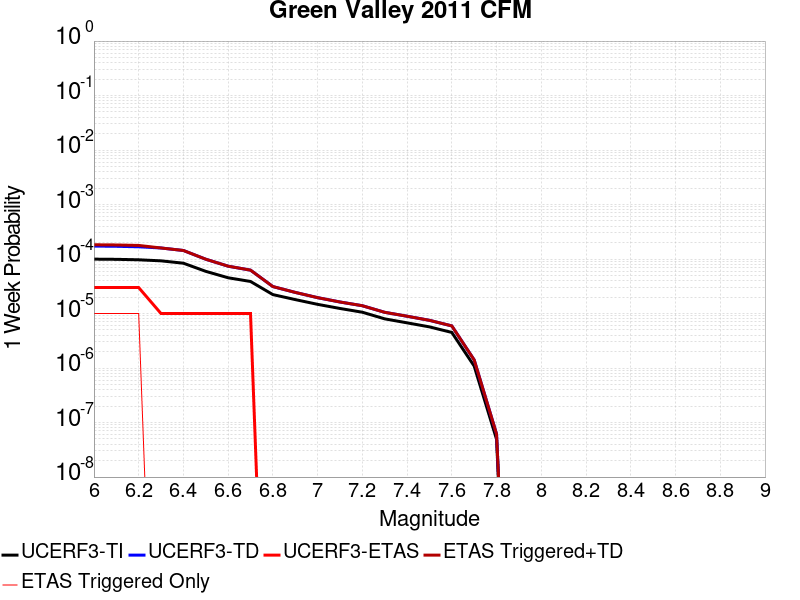 Green Valley 2011 CFM
1 Week Probability
10^0
10^-1
10^-2
10^-3
10^-4
10^-5
10^-6
10^-7
10^-8
6 6.2 6.4 6.6 6.8 7 7.2 7.4 7.6 7.8 8 8.2 8.4 8.6 8.8 9
Magnitude
UCERF3-TI UCERF3-TD UCERF3-ETAS ETAS Triggered+TD
ETAS Triggered Only